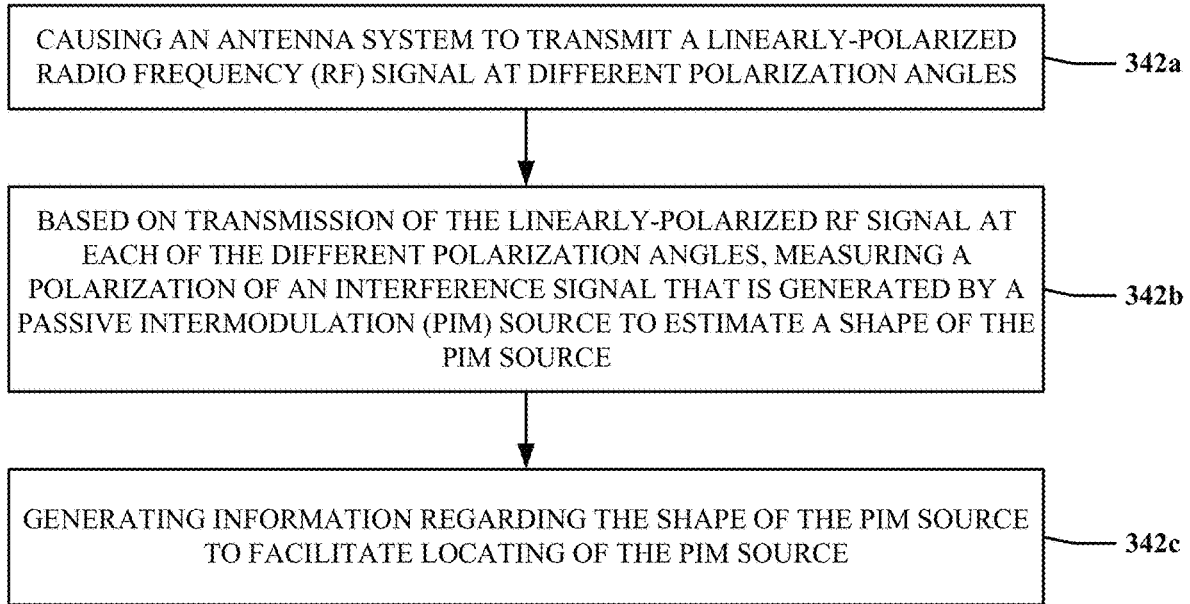 CAUSING AN ANTENNA SYSTEM TO TRANSMIT A LINEARLY-POLARIZED
RADIO FREQUENCY (RF) SIGNAL AT DIFFERENT POLARIZATION ANGLES
342a
BASED ON TRANSMISSION OF THE LINEARLY-POLARIZED RF SIGNAL AT
EACH OF THE DIFFERENT POLARIZATION ANGLES, MEASURING A
POLARIZATION OF AN INTERFERENCE SIGNAL THAT IS GENERATED BY A
PASSIVE INTERMODULATION (PIM) SOURCE TO ESTIMATE A SHAPE OF THE
PIM SOURCE
342b
GENERATING INFORMATION REGARDING THE SHAPE OF THE PIM SOURCE
TO FACILITATE LOCATING OF THE PIM SOURCE
342c